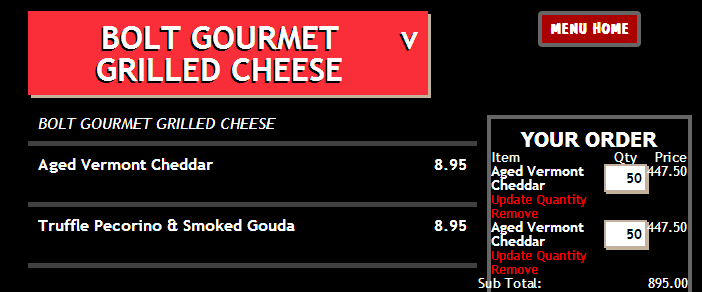 BOLT GOURMET
GRILLED CHEESE
V
MENU HOME
BOLT GOURMET GRILLED CHEESE
Aged Vermont Cheddar 8.95
Truffle Pecorino & Smoked Gouda 8.95
YOUR ORDER
Item Qty Price
Aged Vermont
Cheddar 50 447.50
Update Quantity
Remove
Aged Vermont
Cheddar 50 447.50
Update Quantity
Remove
Sub Total: 895.00